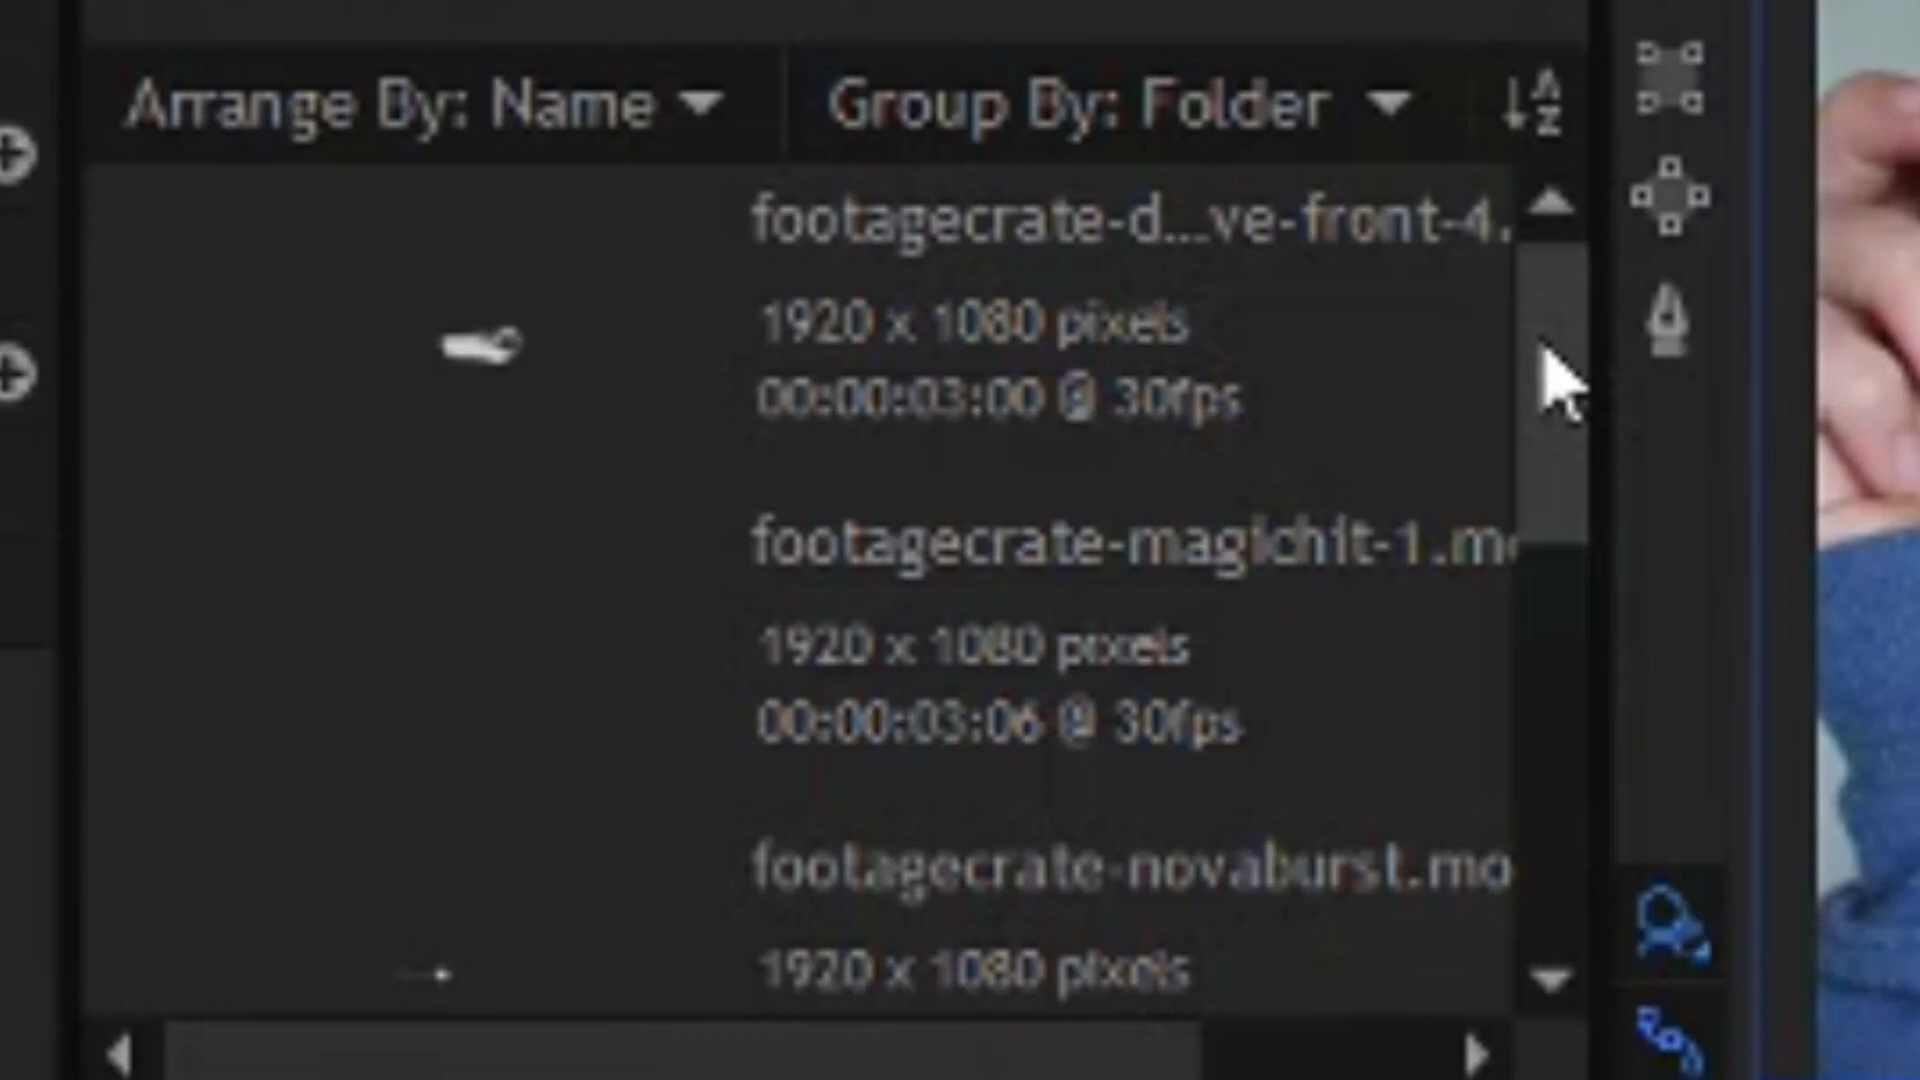 Arrange By: Name
Group By: Folder
footagecrate-d...ve-front-4.
1920 x 1080 pixels
00:00:03:00 @ 30fps
footagecrate-magichit-1.m
1920 x 1080 pixels
00:00:03:06 @ 30fps
footagecrate-novaburst.mo
1920 x 1080 pixels